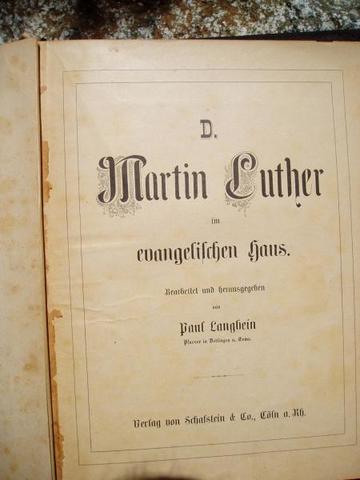 D.
Martin Luther
im
evangelischen Haus.
Bearbeitet und herausgegeben
von
Paul Langbein
Pfarrer in Dettingen u. Teck.
Verlag von Schafstein & Co., Cöln a. Rh.